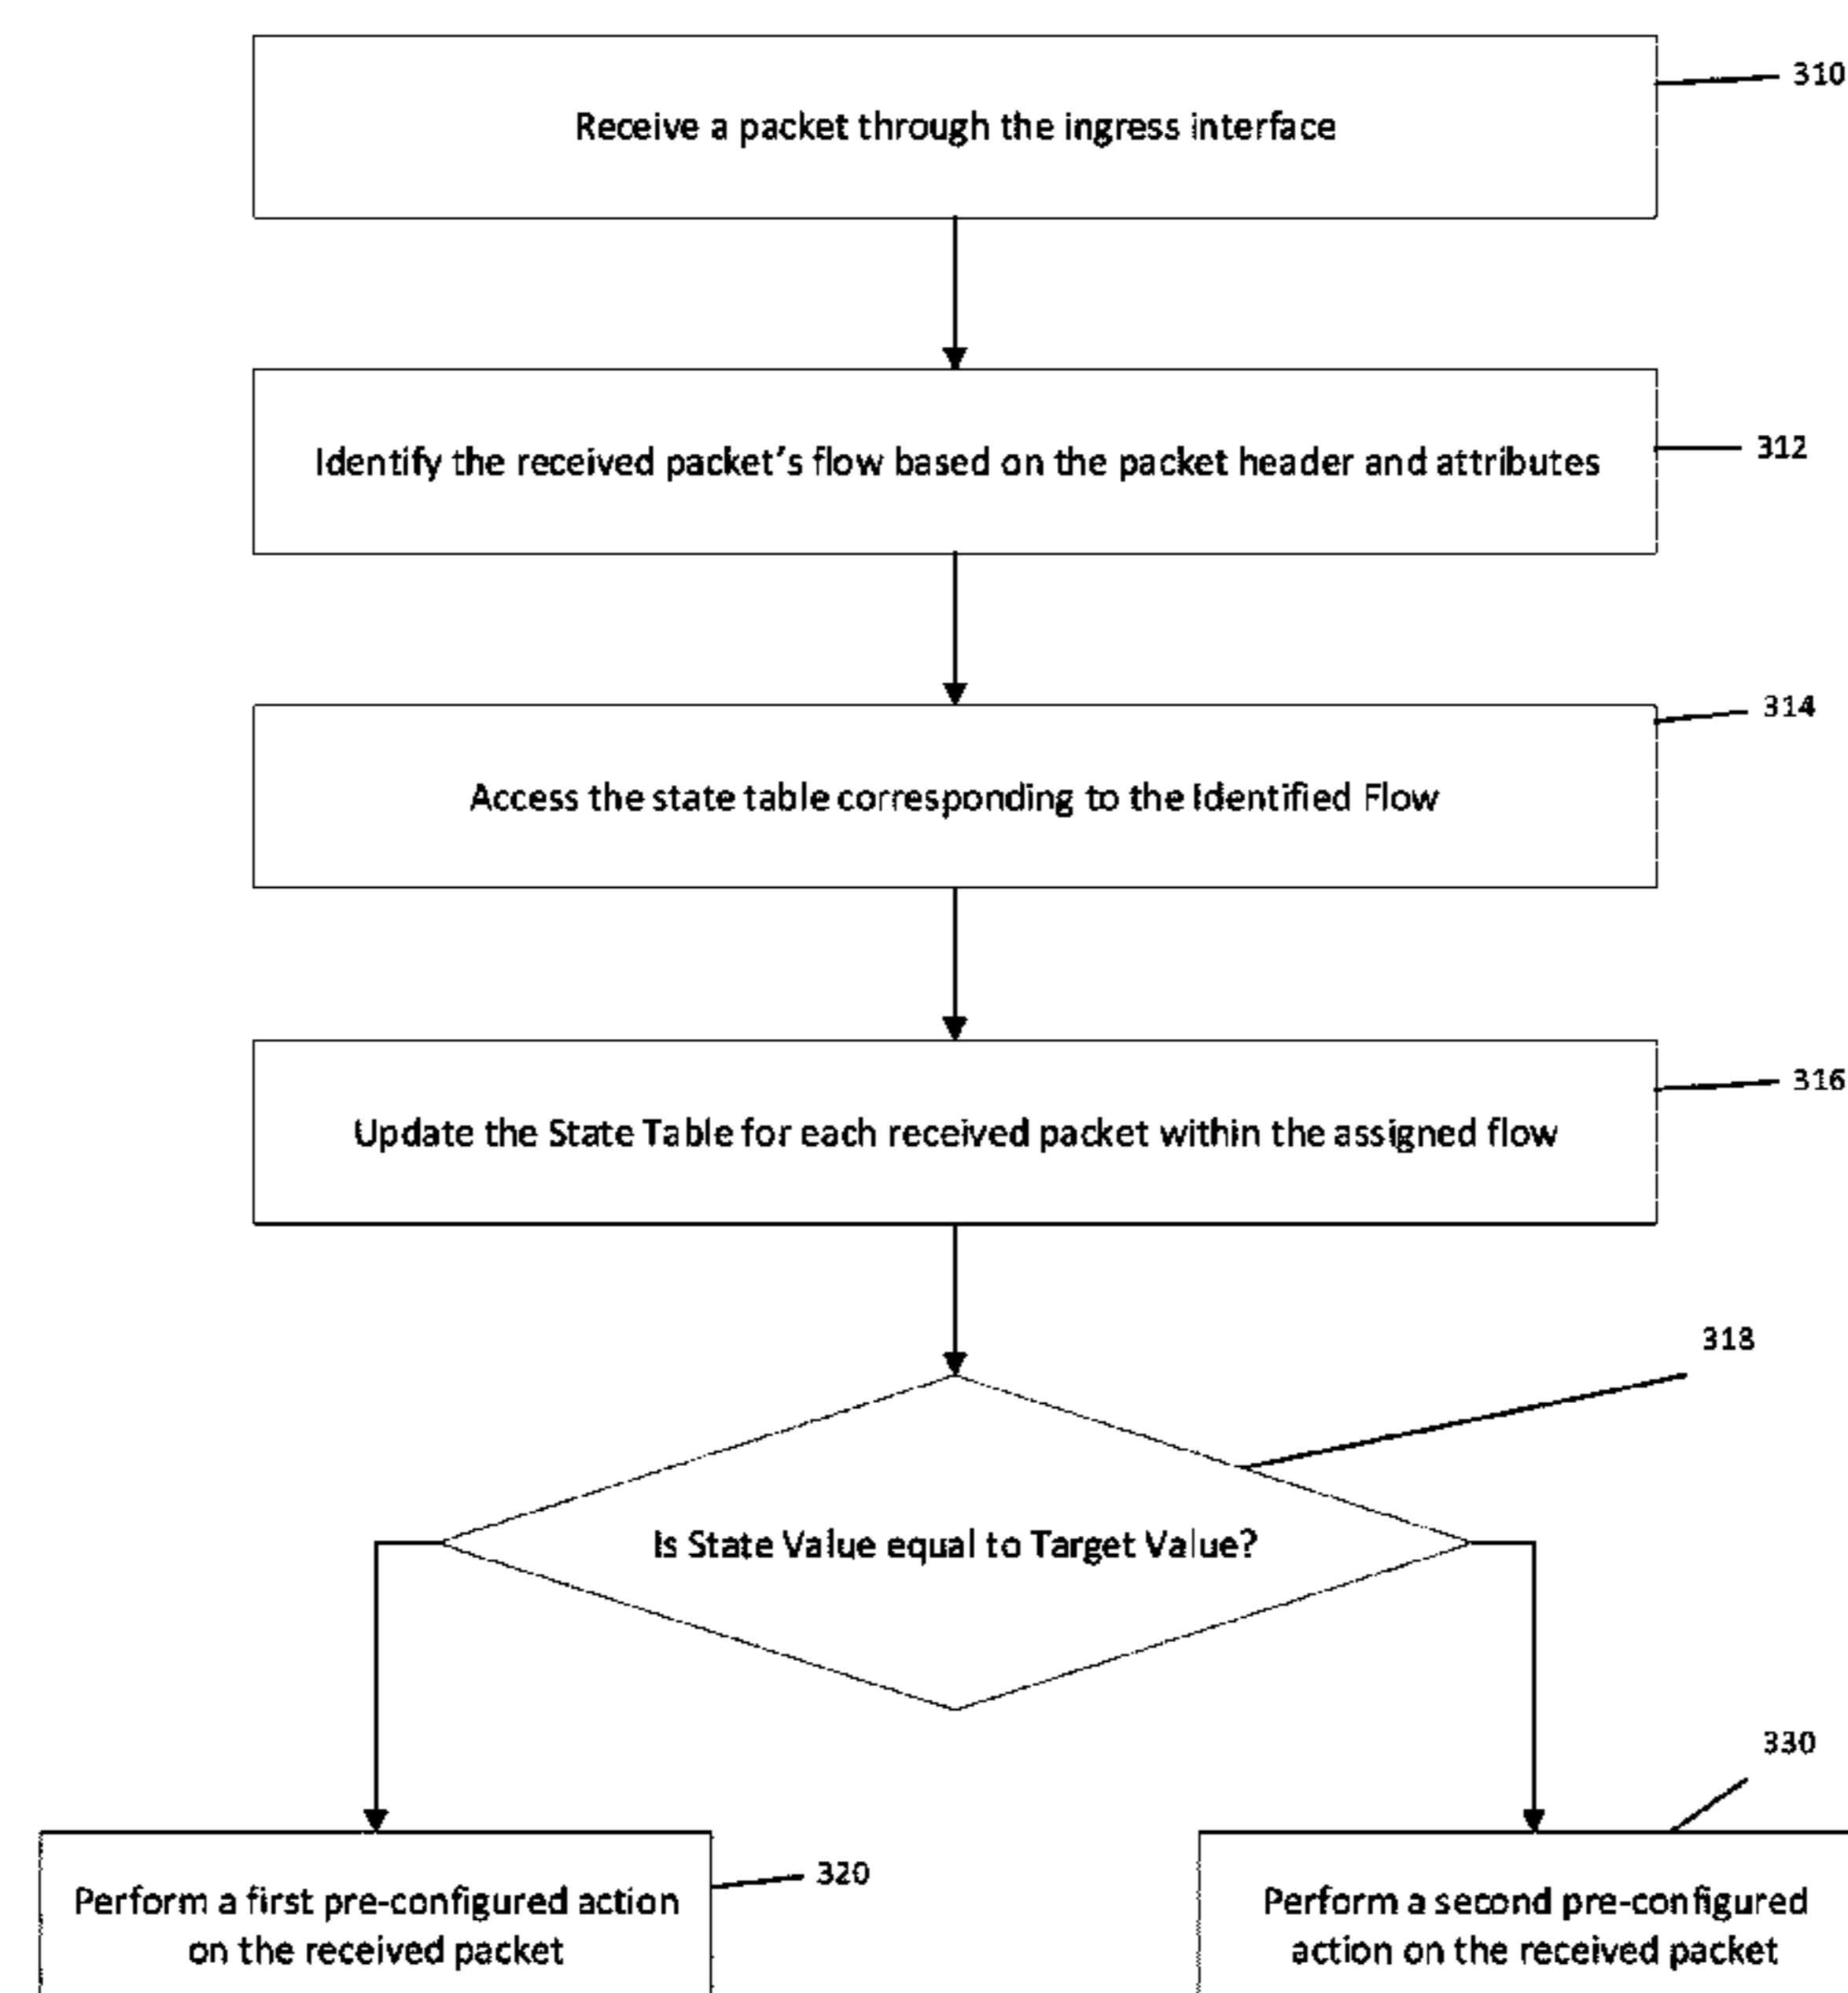 310
Receive a packet through the ingress interface
Identify the received packet's flow based on the packet header and attributes
312
314
Access the state table corresponding to the Identified Flow
316
Update the State Table for each received packet within the assigned flow
318
Is State Value equal to Target Value?
330
320
Perform a first pre-configured action
on the received packet
Perform a second pre-configured
action on the received packet